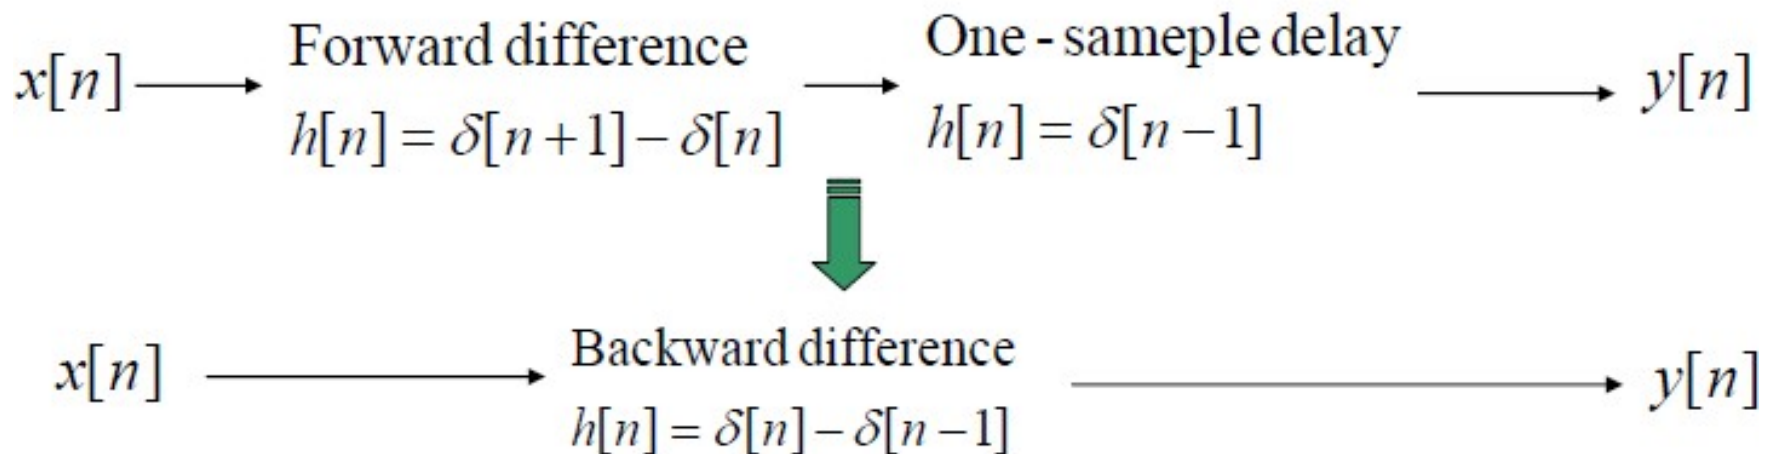 x[n] Forward difference One - sameple delay y[n]
h[n] = δ[n+1] − δ[n] h[n] = δ[n−1]
x[n] Backward difference y[n]
h[n] = δ[n] − δ[n−1]